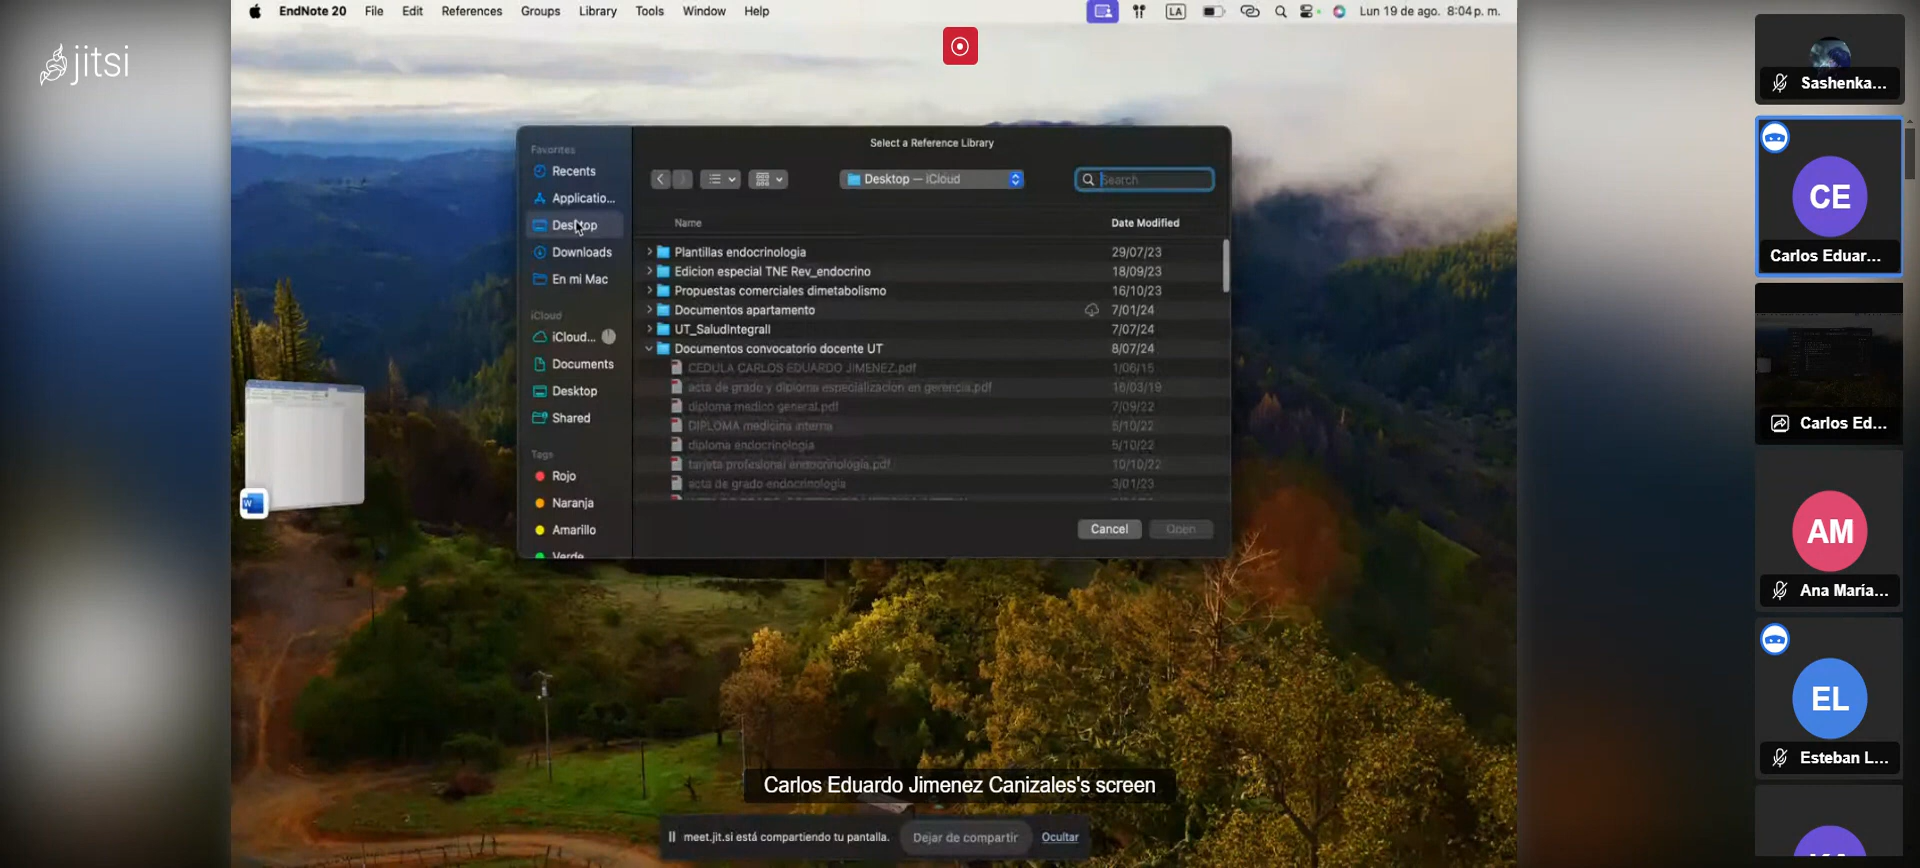 jitsi
EndNote 20 File Edit References Groups Library Tools Window Help LA Lun 19 de ago. 8:04 p. m.
Select a Reference Library
Favorites
Recents
Applicatio...
Desktop
Downloads
En mi Mac
iCloud
iCloud...
Documents
Desktop
Shared
Tags
Rojo
Naranja
Amarillo
Verde
Desktop — iCloud
Search
Name Date Modified
Plantillas endocrinologia 29/07/23
Edicion especial TNE Rev_endocrino 18/09/23
Propuestas comerciales dimetabolismo 16/10/23
Documentos apartamento 7/01/24
UT_SaludIntegrall 7/07/24
Documentos convocatorio docente UT 8/07/24
CEDULA CARLOS EDUARDO JIMENEZ.pdf 1/06/15
acta de grado y diploma especializacion en gerencia.pdf 16/03/19
diploma medico general.pdf 7/09/22
DIPLOMA medicina interna 5/10/22
diploma endocrinologia 5/10/22
tarjeta profesional endocrinologia.pdf 10/10/22
acta de grado endocrinologia 3/01/23
Cancel Open
W
Carlos Eduardo Jimenez Canizales's screen
meet.jit.si está compartiendo tu pantalla. Dejar de compartir Ocultar
Sashenka...
CE
Carlos Eduar...
Carlos Ed...
AM
Ana María...
EL
Esteban L...